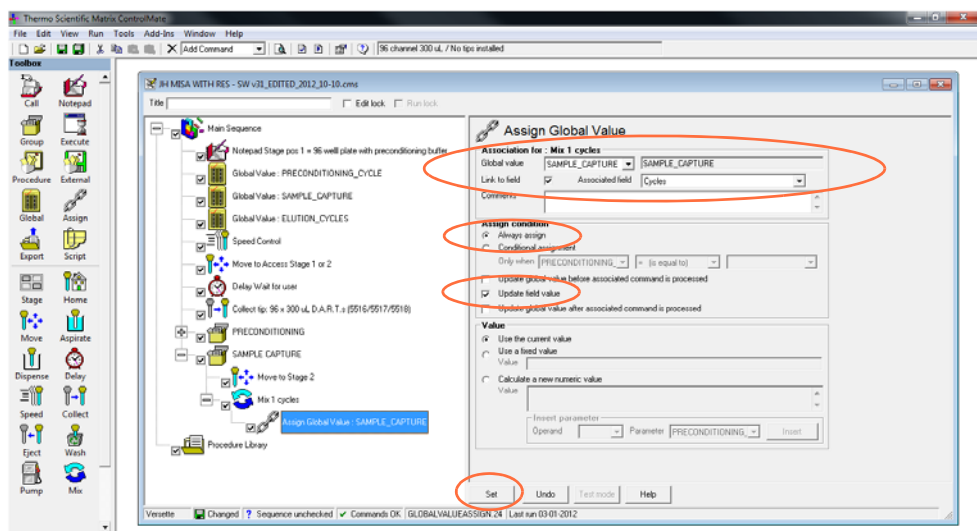 Thermo Scientific Matrix ControlMate
File Edit View Run Tools Add-Ins Window Help
Add Command 96 channel 300 uL / No tips installed
Toolbox
Call Notepad
Group Execute
Procedure External
Global Assign
Export Script
Stage Home
Move Aspirate
Dispense Delay
Speed Collect
Eject Wash
Pump Mix
JH MISA WITH RES - SW v31_EDITED_2012_10-10.cms
Title Edit lock Run lock
Main Sequence
Notepad Stage pos 1 = 96 well plate with preconditioning buffer
Global Value : PRECONDITIONING_CYCLE
Global Value : SAMPLE_CAPTURE
Global Value : ELUTION_CYCLES
Speed Control
Move to Access Stage 1 or 2
Delay Wait for user
Collect tip: 96 x 300 uL D.A.R.T.s (5516/5517/5518)
PRECONDITIONING
SAMPLE CAPTURE
Move to Stage 2
Mix 1 cycles
Assign Global Value : SAMPLE_CAPTURE
Procedure Library
Assign Global Value
Association for : Mix 1 cycles
Global value SAMPLE_CAPTURE SAMPLE_CAPTURE
Link to field Associated field Cycles
Comments
Assign condition
Always assign
Conditional assignment
Only when PRECONDITIONING_ = (is equal to)
Update global value before associated command is processed
Update field value
Update global value after associated command is processed
Value
Use the current value
Use a fixed value
Value
Calculate a new numeric value
Value
Insert parameter
Operand Parameter PRECONDITIONING_ Insert
Set Undo Test mode Help
Versette Changed ? Sequence unchecked Commands OK GLOBALVALUEASSIGN.24 Last run 03-01-2012